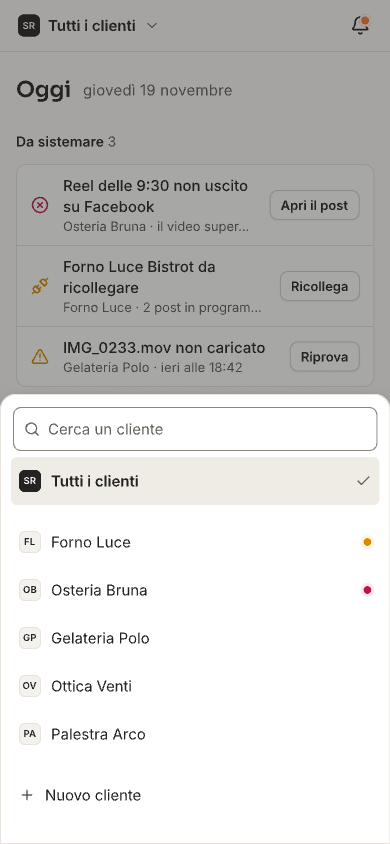 SR Tutti i clienti
Oggi giovedì 19 novembre
Da sistemare 3
Reel delle 9:30 non uscito
su Facebook
Osteria Bruna · il video super…
Apri il post
Forno Luce Bistrot da
ricollegare
Forno Luce · 2 post in program…
Ricollega
IMG_0233.mov non caricato
Gelateria Polo · ieri alle 18:42
Riprova
Cerca un cliente
SR Tutti i clienti
FL Forno Luce
OB Osteria Bruna
GP Gelateria Polo
OV Ottica Venti
PA Palestra Arco
+ Nuovo cliente